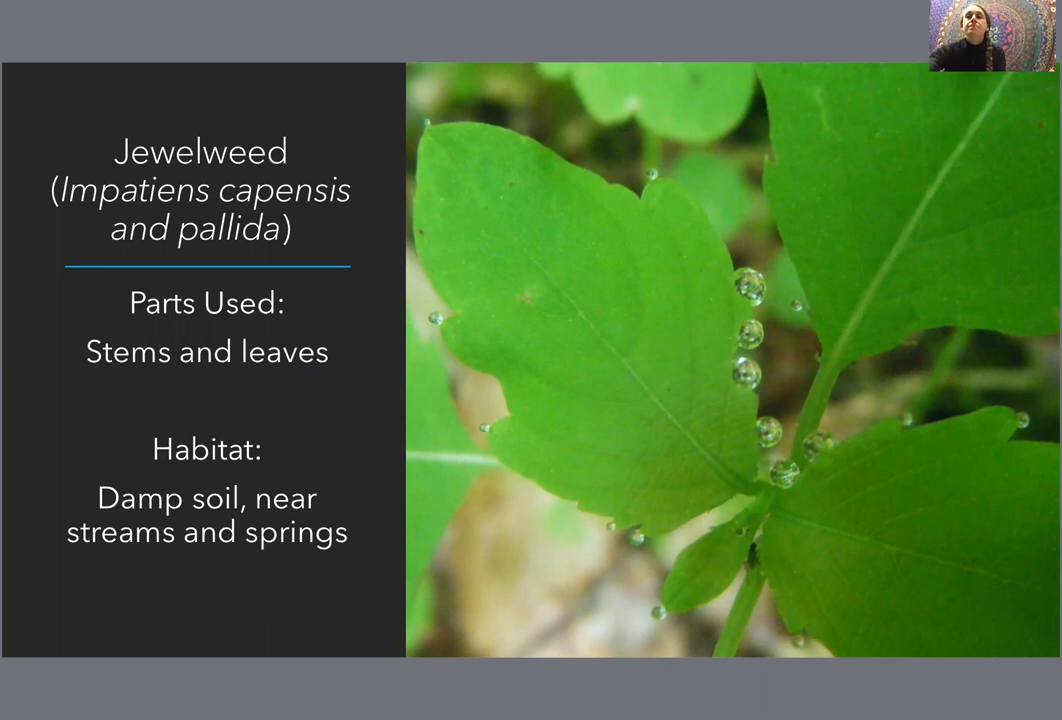 Jewelweed
(Impatiens capensis
and pallida)
Parts Used:
Stems and leaves
Habitat:
Damp soil, near
streams and springs